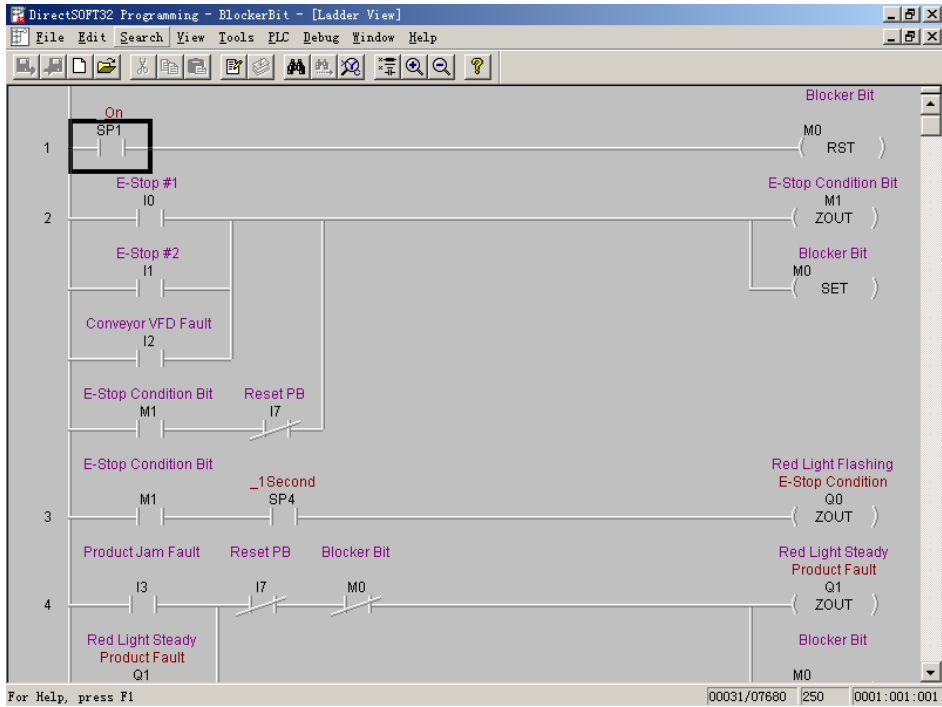 DirectSOFT32 Programming - BlockerBit - [Ladder View]
File Edit Search View Tools PLC Debug Window Help
Blocker Bit
_On
SP1
M0
1
RST
E-Stop #1
E-Stop Condition Bit
I0
M1
2
ZOUT
E-Stop #2
Blocker Bit
I1
M0
SET
Conveyor VFD Fault
I2
E-Stop Condition Bit Reset PB
M1 I7
E-Stop Condition Bit
Red Light Flashing
_1Second
E-Stop Condition
M1 SP4 Q0
3
ZOUT
Product Jam Fault Reset PB Blocker Bit
Red Light Steady
Product Fault
I3 I7 M0 Q1
4
ZOUT
Red Light Steady
Blocker Bit
Product Fault
Q1
M0
For Help, press F1
00031/07680 250 0001:001:001